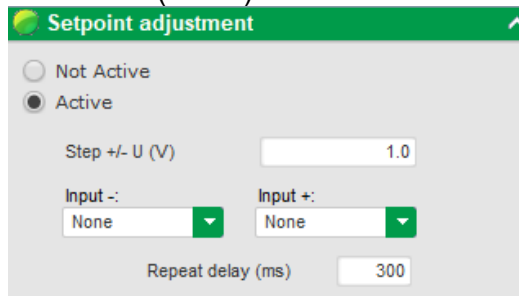 Setpoint adjustment
Not Active
Active
Step +/- U (V) 1.0
Input -: Input +:
None None
Repeat delay (ms) 300